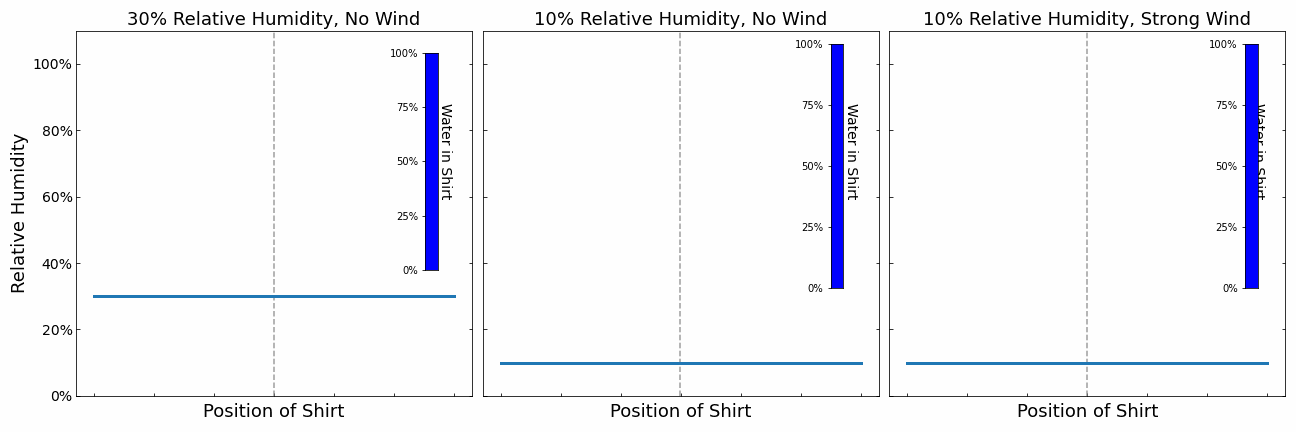 30% Relative Humidity, No Wind
10% Relative Humidity, No Wind
10% Relative Humidity, Strong Wind
Relative Humidity
100%
80%
60%
40%
20%
0%
100%
75%
50%
25%
0%
Water in Shirt
Position of Shirt
100%
75%
50%
25%
0%
Water in Shirt
Position of Shirt
100%
75%
50%
25%
0%
Water in Shirt
Position of Shirt